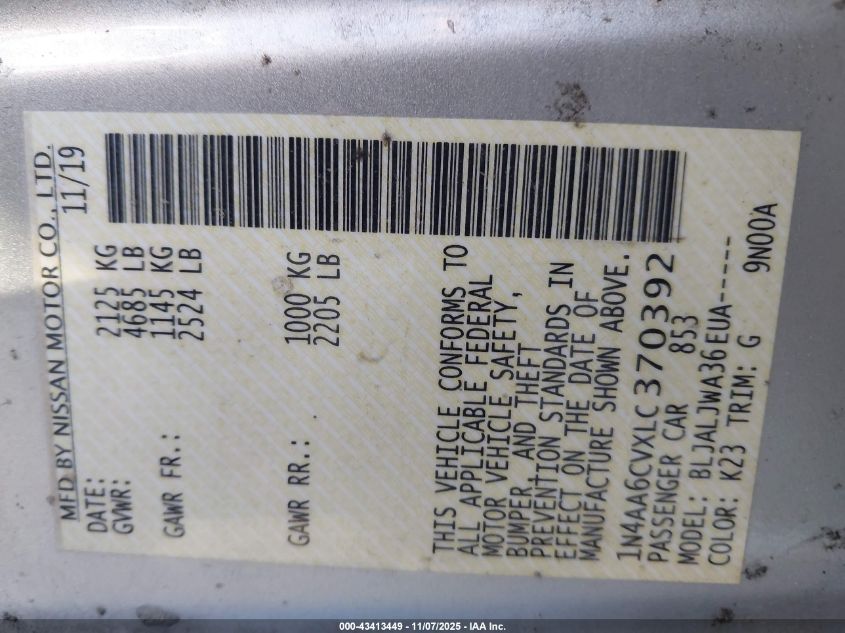 MFD BY NISSAN MOTOR CO., LTD.
DATE: 11/19
GVWR: 2125 KG
4685 LB
GAWR FR.: 1145 KG
2524 LB
GAWR RR.: 1000 KG
2205 LB
THIS VEHICLE CONFORMS TO
ALL APPLICABLE FEDERAL
MOTOR VEHICLE SAFETY,
BUMPER, AND THEFT
PREVENTION STANDARDS IN
EFFECT ON THE DATE OF
MANUFACTURE SHOWN ABOVE.
1N4AA6CVXLC370392
PASSENGER CAR 853
MODEL: BLJALJWA36EUA-----
COLOR: K23 TRIM: G 9N00A
000-43413449 - 11/07/2025 - IAA Inc.